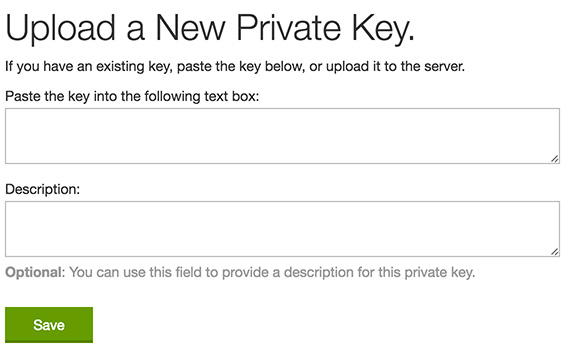 Upload a New Private Key.
If you have an existing key, paste the key below, or upload it to the server.
Paste the key into the following text box:
Description:
Optional: You can use this field to provide a description for this private key.
Save